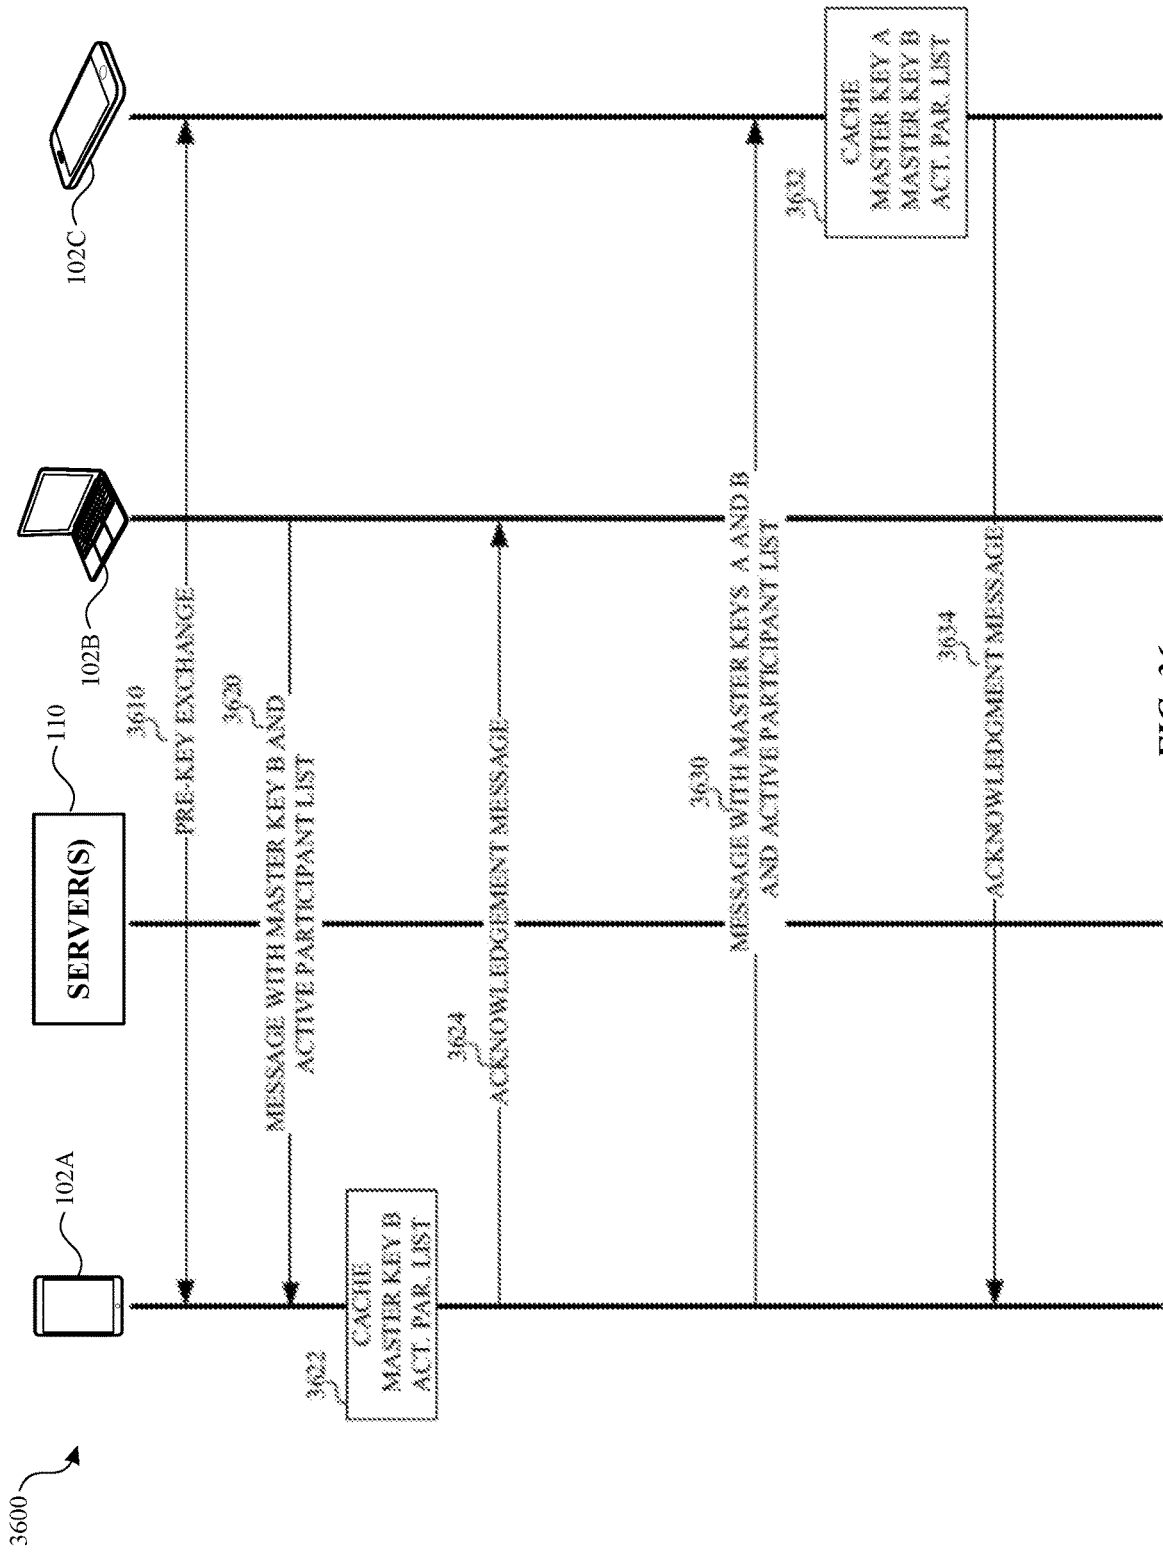 3600
102A
SERVER(S)
110
102B
102C
3610
PRE-KEY EXCHANGE
3620
MESSAGE WITH MASTER KEY B AND
ACTIVE PARTICIPANT LIST
3622
CACHE
MASTER KEY B
ACT. PAR. LIST
3624
ACKNOWLEDGEMENT MESSAGE
3630
MESSAGE WITH MASTER KEYS A AND B
AND ACTIVE PARTICIPANT LIST
3632
CACHE
MASTER KEY A
MASTER KEY B
ACT. PAR. LIST
3634
ACKNOWLEDGMENT MESSAGE